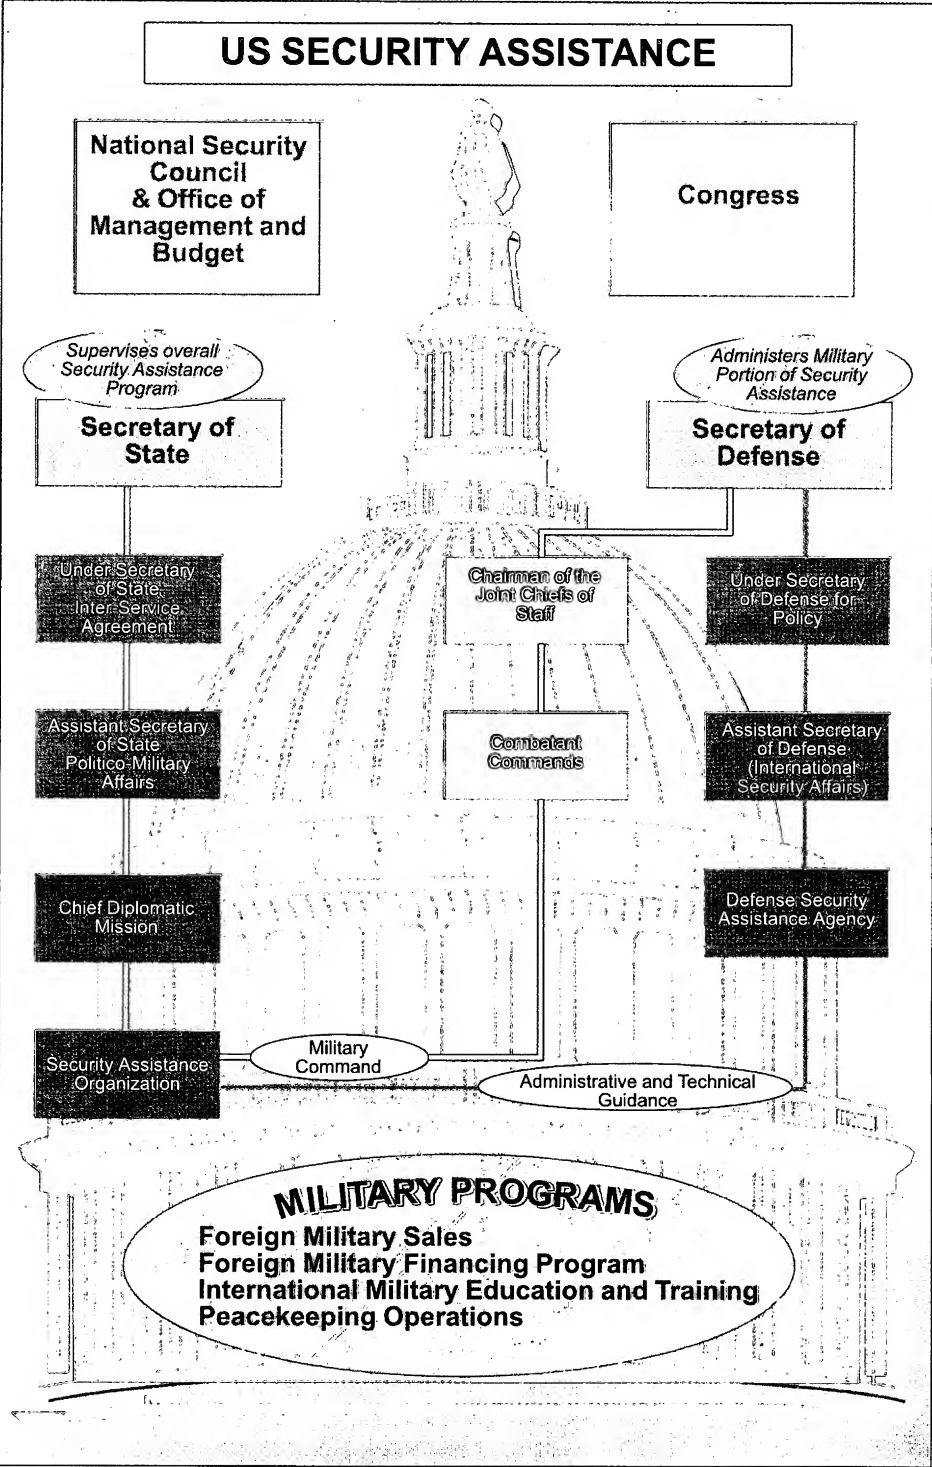 US SECURITY ASSISTANCE
National Security
Council
& Office of
Management and
Budget
Congress
Supervises overall
Security Assistance
Program
Secretary of
State
Administers Military
Portion of Security
Assistance
Secretary of
Defense
Under Secretary
of State
Inter Service
Agreement
Chairman of the
Joint Chiefs of
Staff
Under Secretary
of Defense for
Policy
Assistant Secretary
of State
Politico-Military
Affairs
Combatant
Commands
Assistant Secretary
of Defense
(International
Security Affairs)
Chief Diplomatic
Mission
Defense Security
Assistance Agency
Security Assistance
Organization
Military
Command
Administrative and Technical
Guidance
MILITARY PROGRAMS
Foreign Military Sales
Foreign Military Financing Program
International Military Education and Training
Peacekeeping Operations